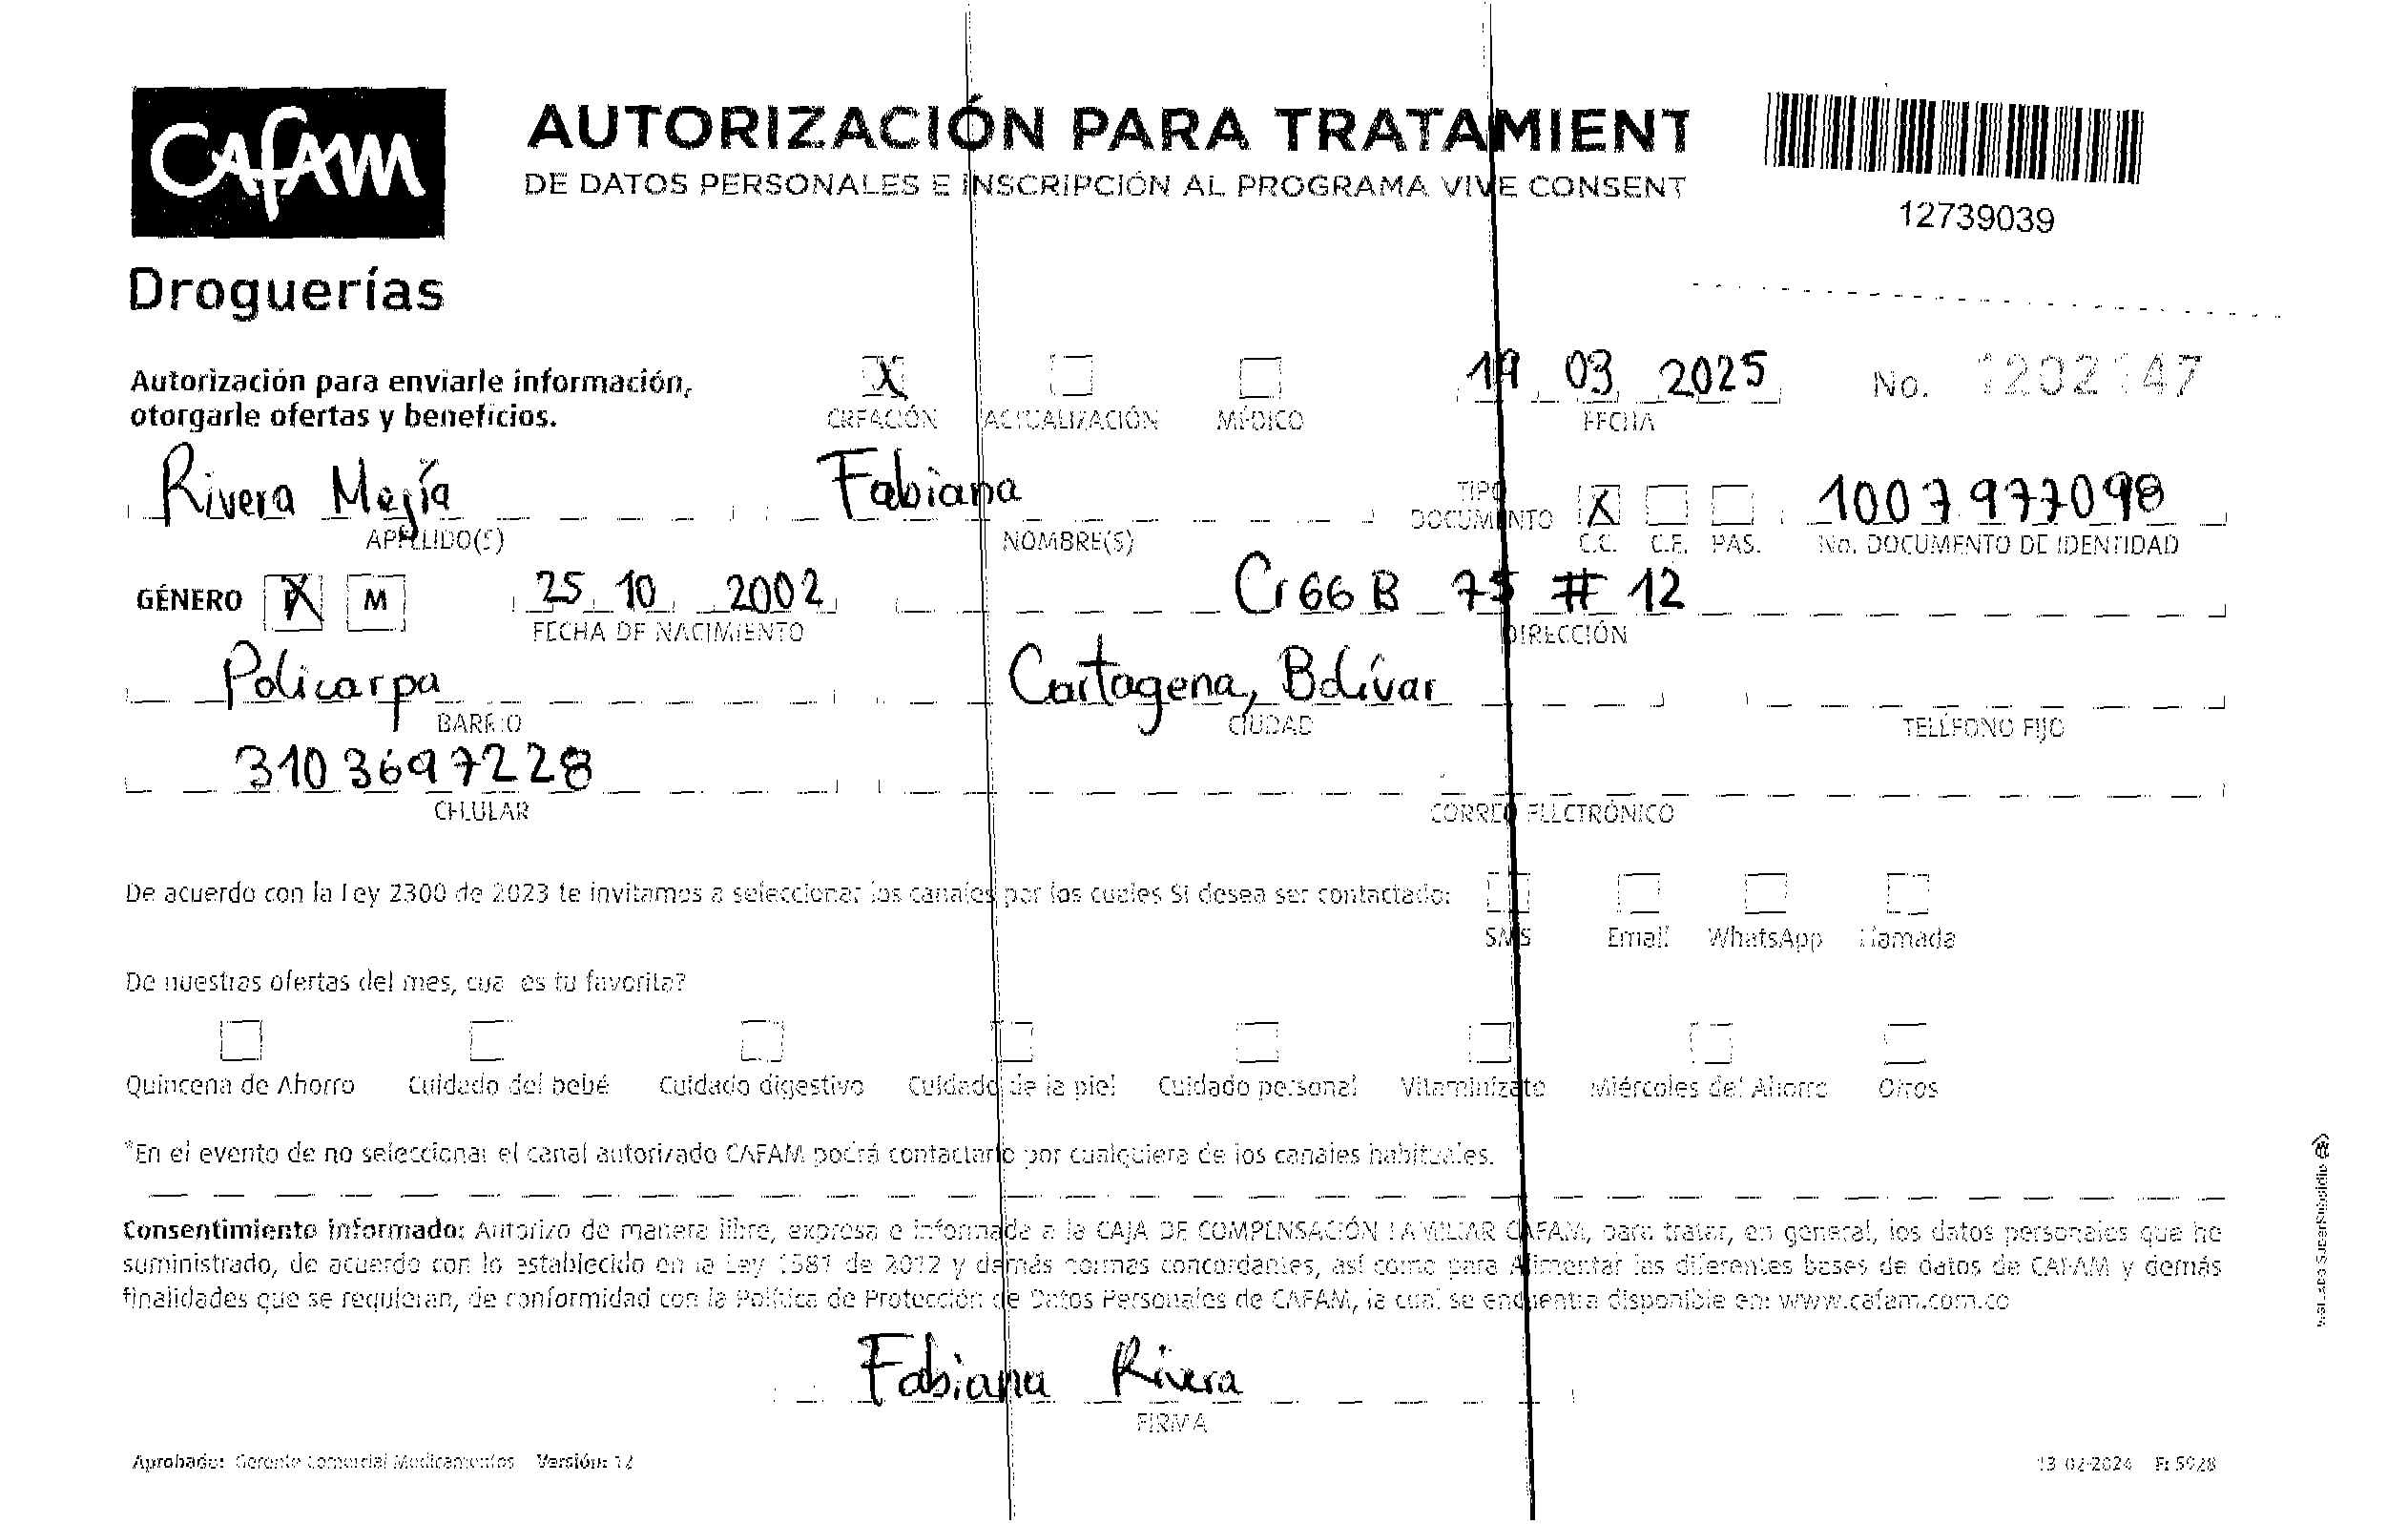 CAFAM
Droguerías
AUTORIZACIÓN PARA TRATAMIENT
DE DATOS PERSONALES E INSCRIPCIÓN AL PROGRAMA VIVE CONSENT
12739039
Autorización para enviarle información,
otorgarle ofertas y beneficios.
X CREACIÓN ACTUALIZACIÓN MÉDICO
19 03 2025
FECHA
No. 1202147
Rivera Mejía
APELLIDO(S)
Fabiana
NOMBRE(S)
TIPO DOCUMENTO X C.C. C.E. PAS.
1007977098
No. DOCUMENTO DE IDENTIDAD
GÉNERO F X M
25 10 2002
FECHA DE NACIMIENTO
Cr 66 B 75 # 12
DIRECCIÓN
Policarpa
BARRIO
Cartagena, Bolívar
CIUDAD
TELÉFONO FIJO
3103697228
CELULAR
CORREO ELECTRÓNICO
De acuerdo con la Ley 2300 de 2023 te invitamos a seleccionar los canales por los cuales SI desea ser contactado:
SMS Email WhatsApp Llamada
De nuestras ofertas del mes, cual es tu favorita?
Quincena de Ahorro Cuidado del bebé Cuidado digestivo Cuidado de la piel Cuidado personal Vitaminízate Miércoles del Ahorro Otros
*En el evento de no seleccionar el canal autorizado CAFAM podrá contactarlo por cualquiera de los canales habituales.
Consentimiento informado: Autorizo de manera libre, expresa e informada a la CAJA DE COMPENSACIÓN FAMILIAR CAFAM, para tratar, en general, los datos personales que he
suministrado, de acuerdo con lo establecido en la Ley 1581 de 2012 y demás normas concordantes, así como para Alimentar las diferentes bases de datos de CAFAM y demás
finalidades que se requieran, de conformidad con la Política de Protección de Datos Personales de CAFAM, la cual se encuentra disponible en: www.cafam.com.co
Fabiana Rivera
FIRMA
Aprobado: Gerente Comercial Medicamentos Versión: 12
13-02-2024 Ft 5928
VIGILADO SuperSubsidio